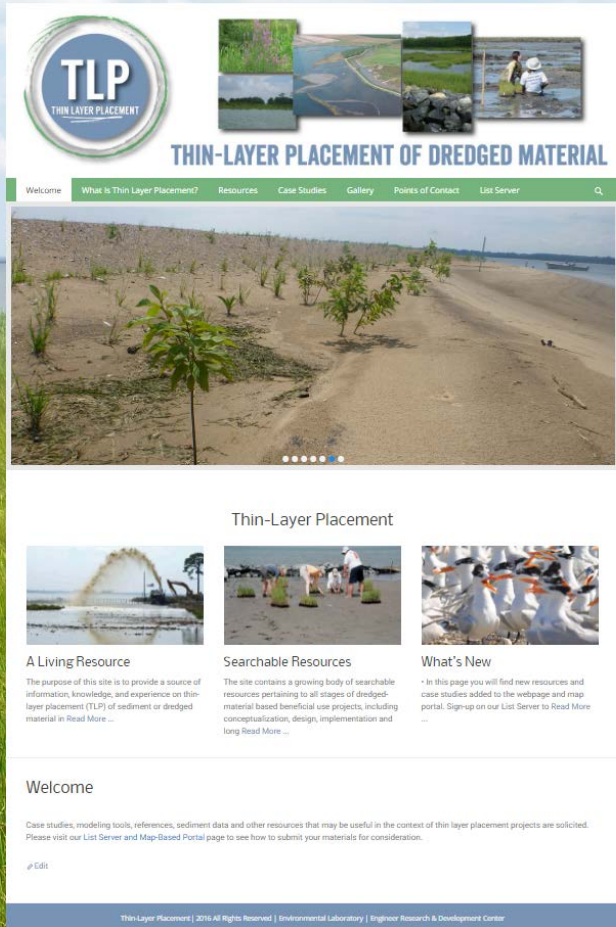 TLP
THIN LAYER PLACEMENT
THIN-LAYER PLACEMENT OF DREDGED MATERIAL
Welcome What Is Thin Layer Placement? Resources Case Studies Gallery Points of Contact List Server
Thin-Layer Placement
A Living Resource
The purpose of this site is to provide a source of
information, knowledge, and experience on thin-
layer placement (TLP) of sediment or dredged
material in Read More ...
Searchable Resources
The site contains a growing body of searchable
resources pertaining to all stages of dredged-
material based beneficial use projects, including
conceptualization, design, implementation and
long Read More ...
What's New
• In this page you will find new resources and
case studies added to the webpage and map
portal. Sign-up on our List Server to Read More
...
Welcome
Case studies, modeling tools, references, sediment data and other resources that may be useful in the context of thin layer placement projects are solicited.
Please visit our List Server and Map-Based Portal page to see how to submit your materials for consideration.
Edit
Thin-Layer Placement | 2016 All Rights Reserved | Environmental Laboratory | Engineer Research & Development Center